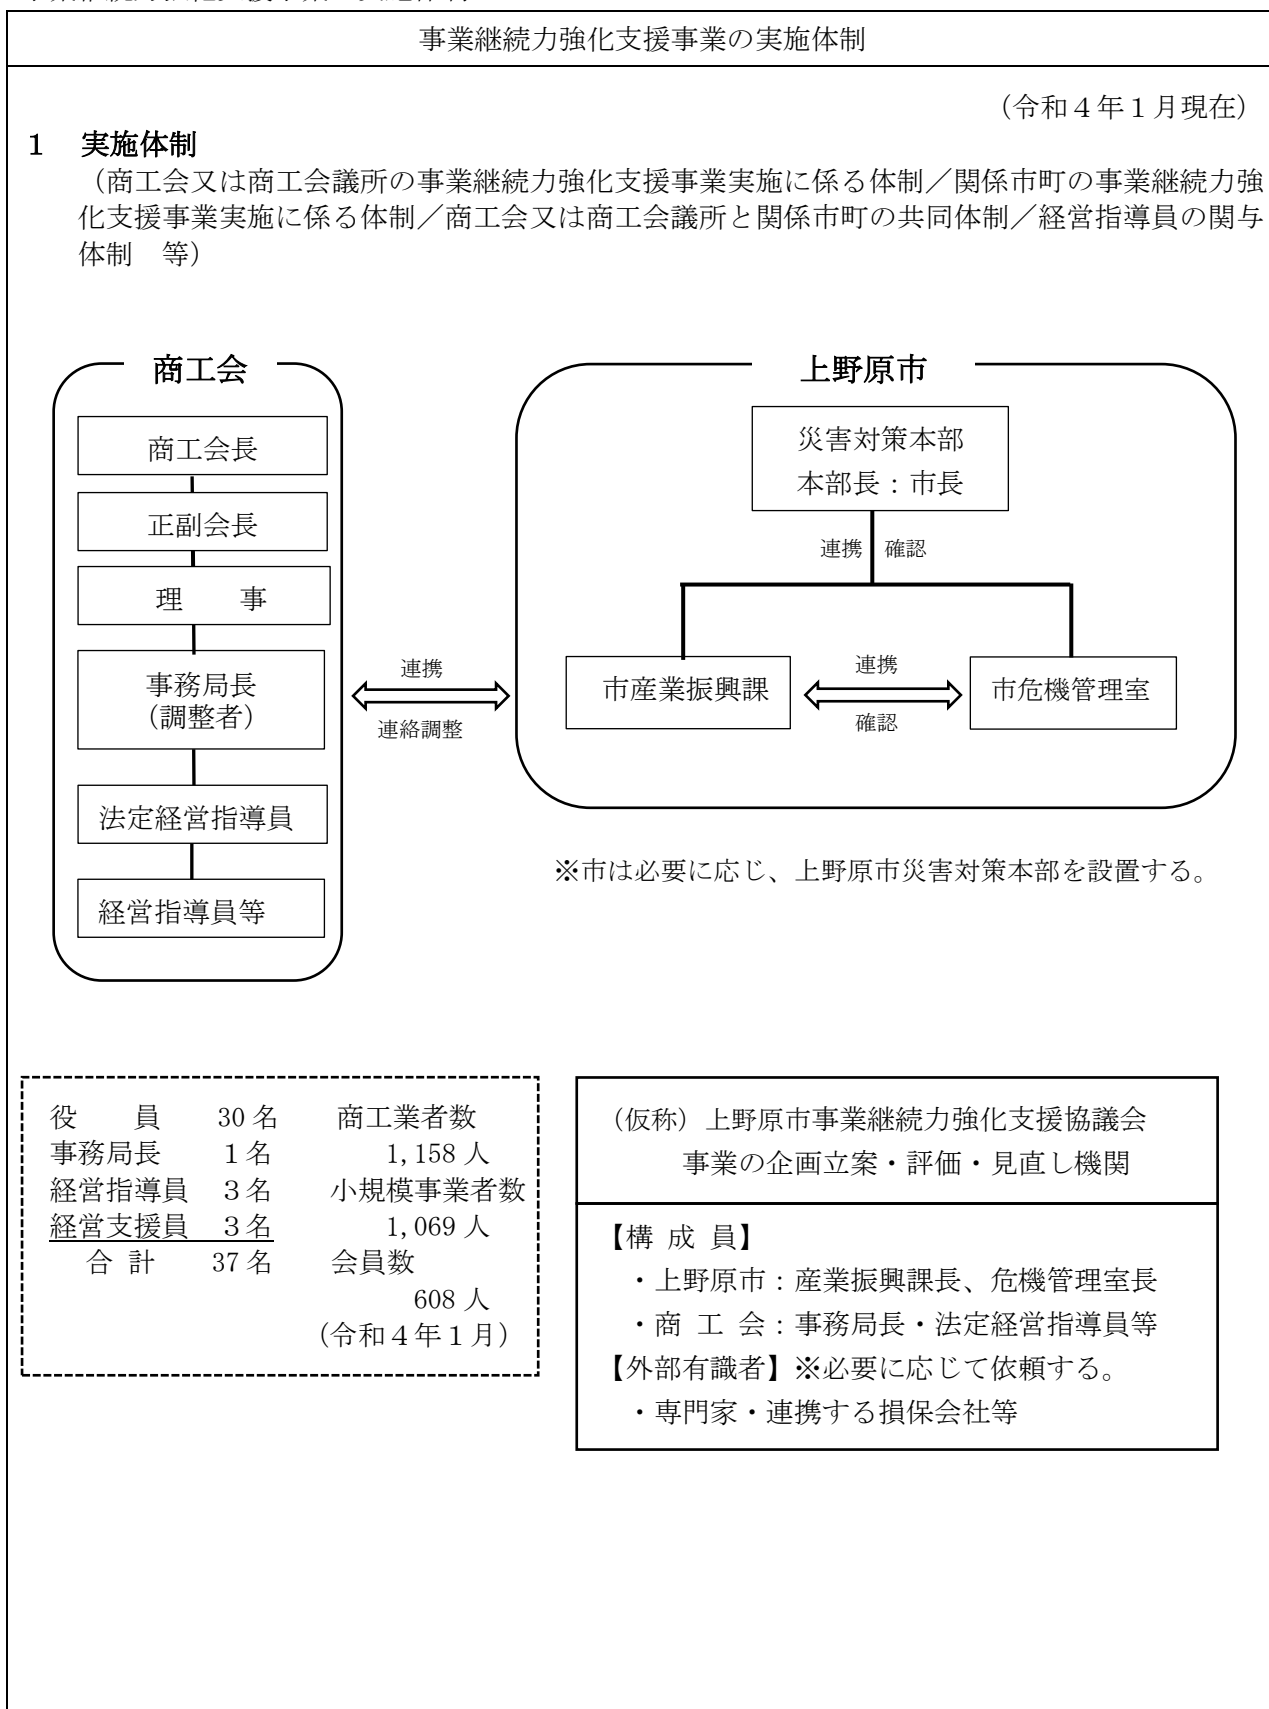 事業継続力強化支援事業の実施体制
（令和４年１月現在）
１　実施体制
（商工会又は商工会議所の事業継続力強化支援事業実施に係る体制／関係市町の事業継続力強
化支援事業実施に係る体制／商工会又は商工会議所と関係市町の共同体制／経営指導員の関与
体制　等）
商工会
商工会長
正副会長
理　　事
事務局長
（調整者）
法定経営指導員
経営指導員等
連携
連絡調整
上野原市
災害対策本部
本部長：市長
連携　確認
市産業振興課
連携
確認
市危機管理室
※市は必要に応じ、上野原市災害対策本部を設置する。
役　　員　30名　商工業者数
事務局長　１名　1,158人
経営指導員　３名　小規模事業者数
経営支援員　３名　1,069人
合　計　37名　会員数
608人
（令和４年１月）
（仮称）上野原市事業継続力強化支援協議会
事業の企画立案・評価・見直し機関
【構 成 員】
・上野原市：産業振興課長、危機管理室長
・商 工 会：事務局長・法定経営指導員等
【外部有識者】※必要に応じて依頼する。
・専門家・連携する損保会社等